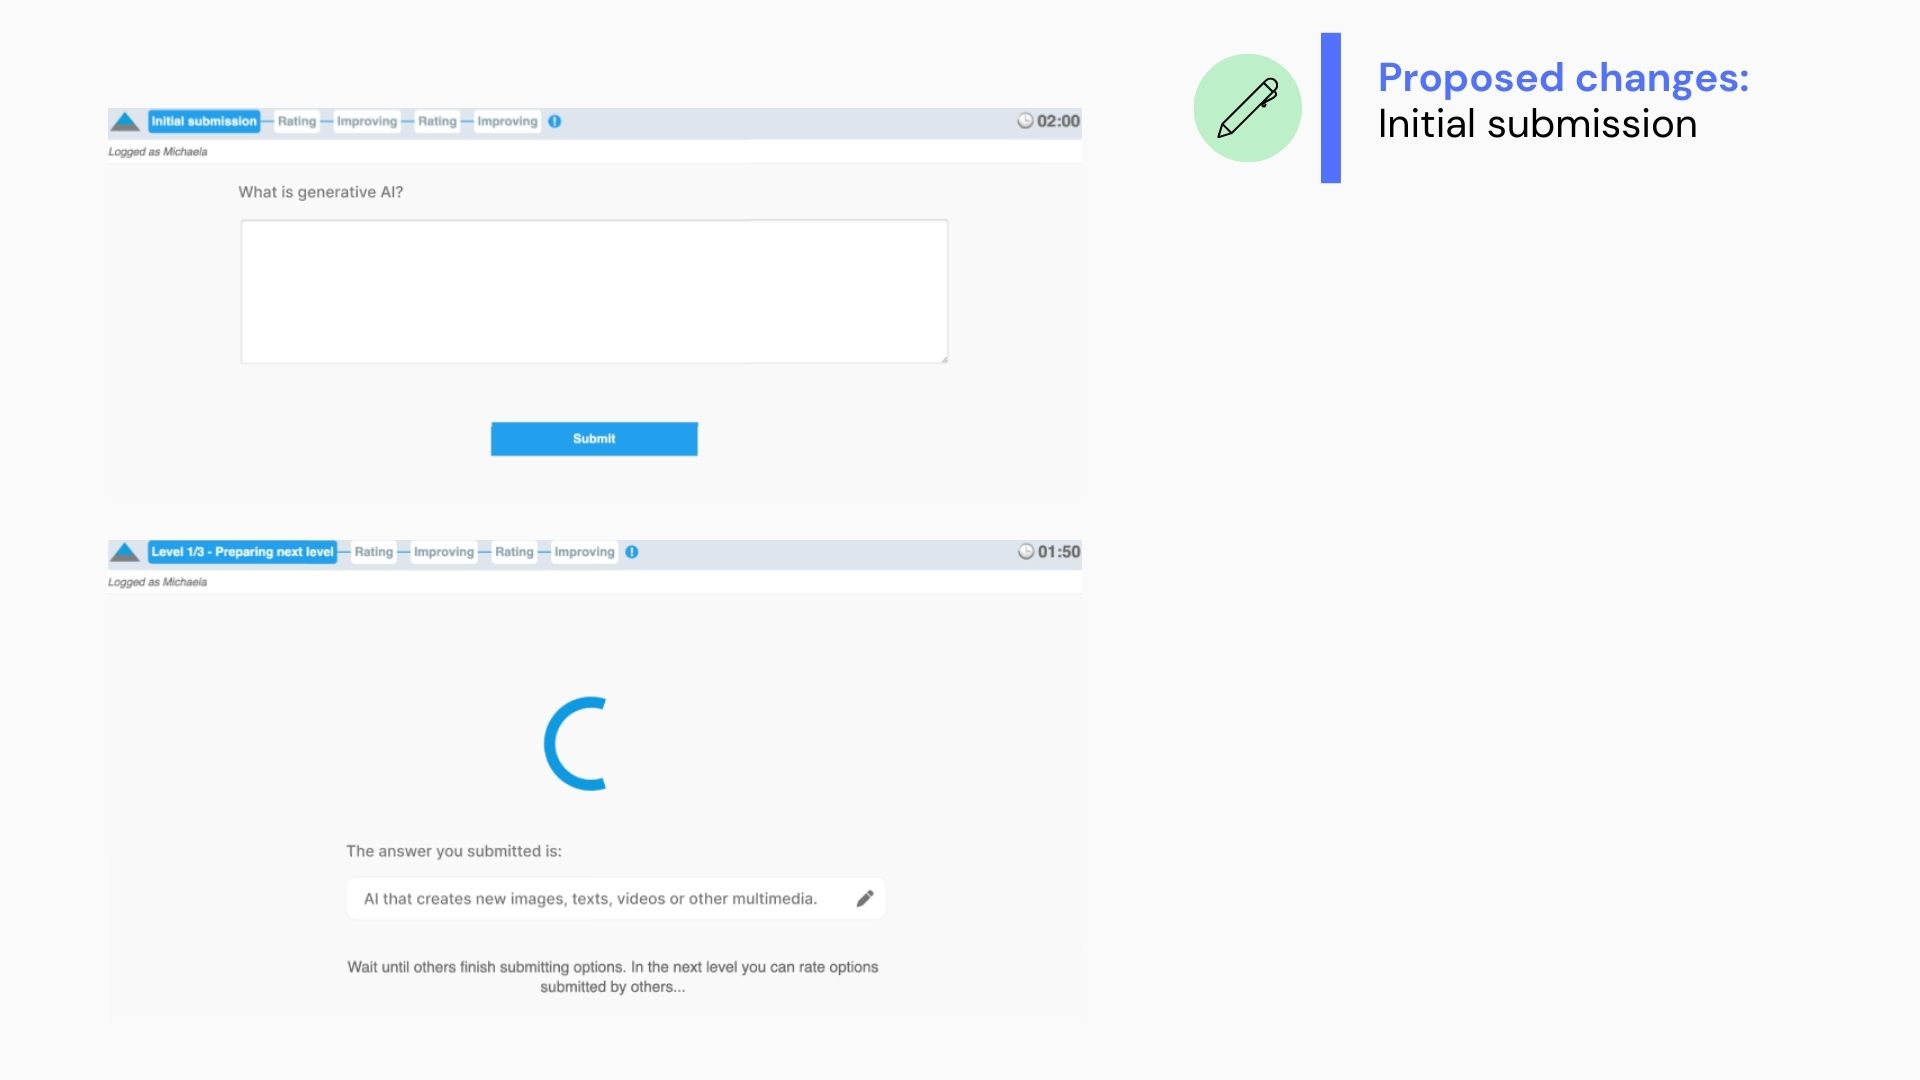 Proposed changes:
Initial submission
Initial submission Rating Improving Rating Improving 02:00
Logged as Michaela
What is generative AI?
Submit
Level 1/3 - Preparing next level Rating Improving Rating Improving 01:50
Logged as Michaela
The answer you submitted is:
AI that creates new images, texts, videos or other multimedia.
Wait until others finish submitting options. In the next level you can rate options
submitted by others...